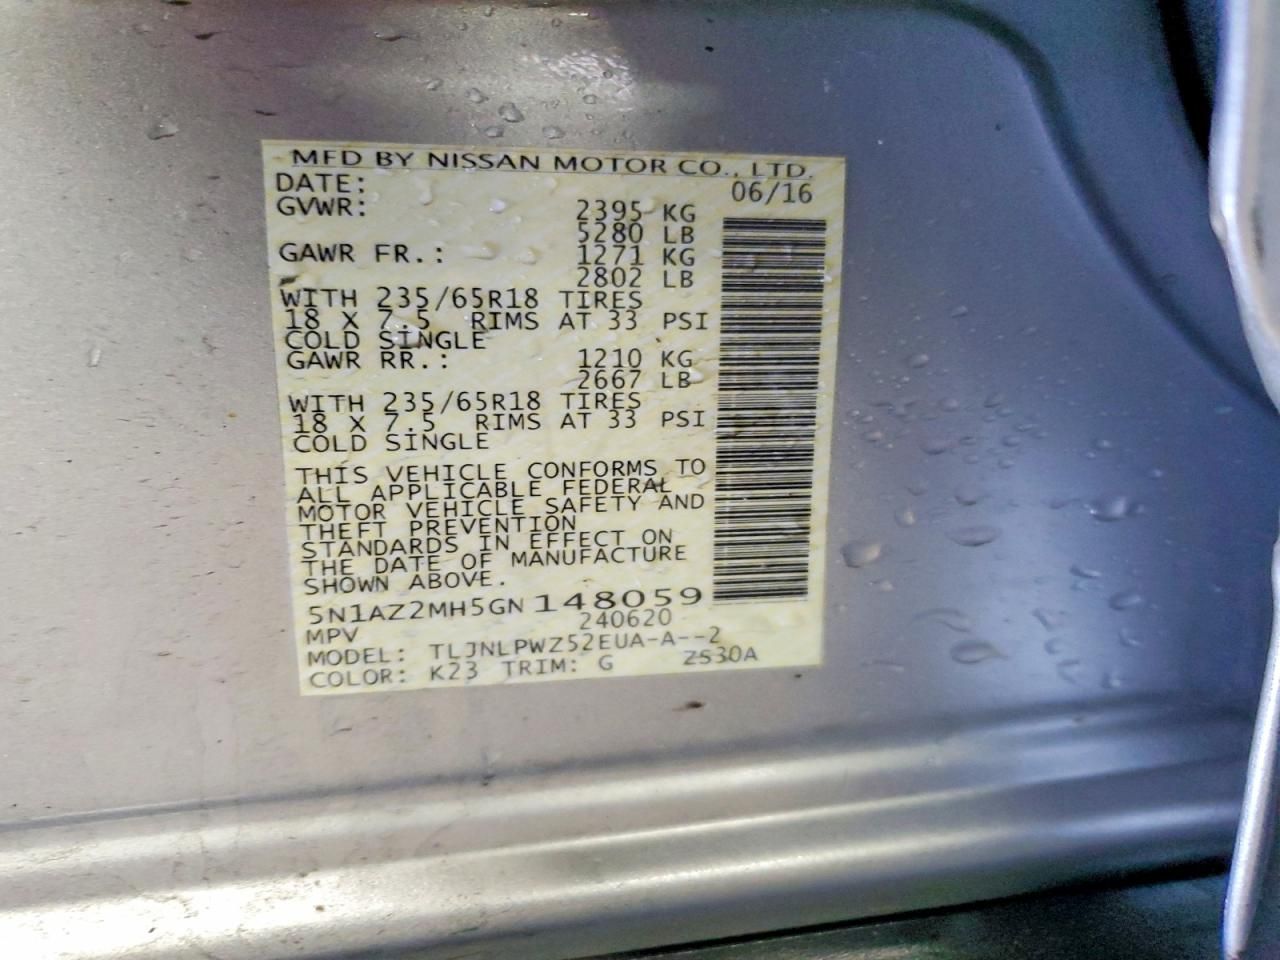 MFD BY NISSAN MOTOR CO., LTD.
DATE: 06/16
GVWR: 2395 KG
5280 LB
GAWR FR.: 1271 KG
2802 LB
WITH 235/65R18 TIRES
18 X 7.5 RIMS AT 33 PSI
COLD SINGLE
GAWR RR.: 1210 KG
2667 LB
WITH 235/65R18 TIRES
18 X 7.5 RIMS AT 33 PSI
COLD SINGLE
THIS VEHICLE CONFORMS TO
ALL APPLICABLE FEDERAL
MOTOR VEHICLE SAFETY AND
THEFT PREVENTION
STANDARDS IN EFFECT ON
THE DATE OF MANUFACTURE
SHOWN ABOVE.
5N1AZ2MH5GN148059
MPV 240620
MODEL: TLJNLPWZ52EUA-A--2
COLOR: K23 TRIM: G ZS30A